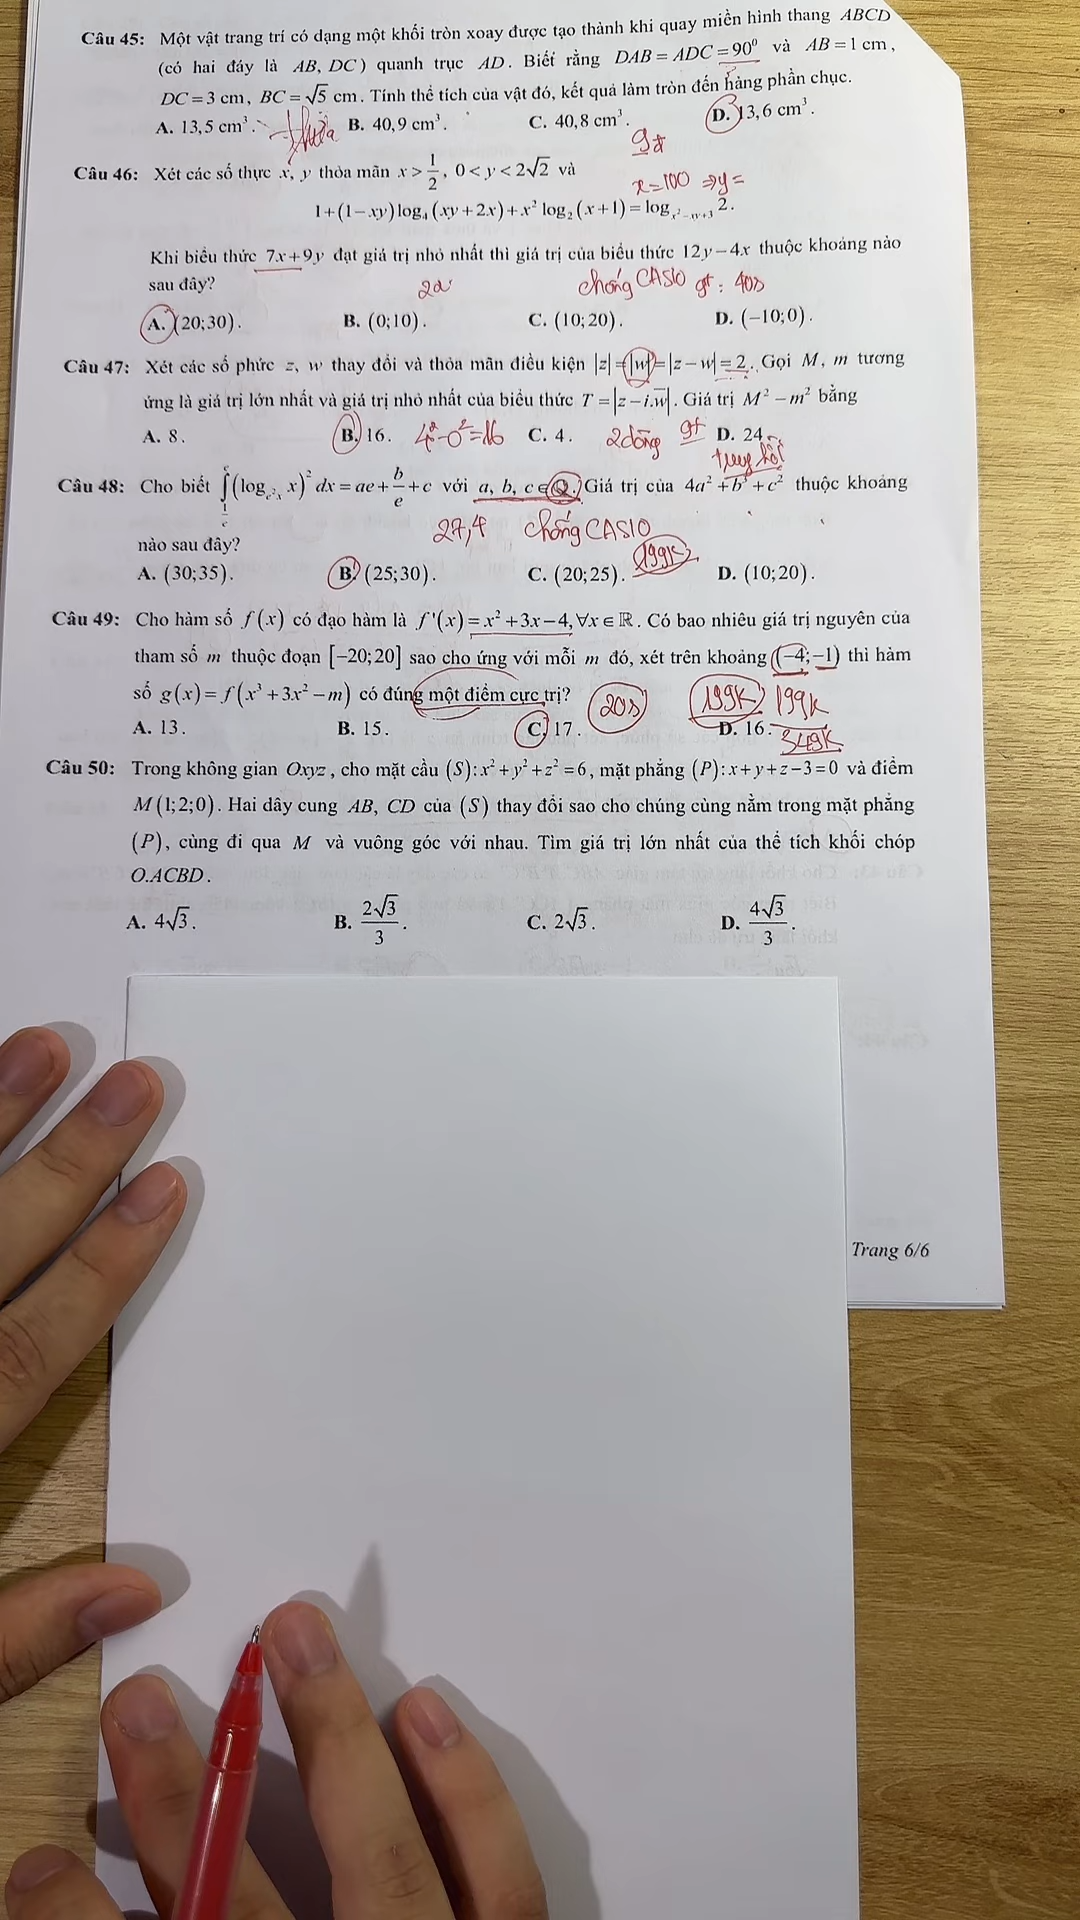 Câu 45: Một vật trang trí có dạng một khối tròn xoay được tạo thành khi quay miền hình thang ABCD
(có hai đáy là AB, DC) quanh trục AD. Biết rằng DAB = ADC = 90⁰ và AB = 1 cm,
DC = 3 cm, BC = √5 cm. Tính thể tích của vật đó, kết quả làm tròn đến hàng phần chục.
A. 13,5 cm³. B. 40,9 cm³. C. 40,8 cm³. D. 13,6 cm³.
Câu 46: Xét các số thực x, y thỏa mãn x > 1/2, 0 < y < 2√2 và
x=100 ⇒ y=
1+(1−xy)log₄(xy+2x)+x² log₂(x+1) = log_{x²−xy+3} 2.
Khi biểu thức 7x+9y đạt giá trị nhỏ nhất thì giá trị của biểu thức 12y−4x thuộc khoảng nào
sau đây?
chống CASIO gt: 40s
A. (20;30). B. (0;10). C. (10;20). D. (−10;0).
Câu 47: Xét các số phức z, w thay đổi và thỏa mãn điều kiện |z| = |w| = |z−w| = 2. Gọi M, m tương
ứng là giá trị lớn nhất và giá trị nhỏ nhất của biểu thức T = |z−i.w̅|. Giá trị M² − m² bằng
A. 8. B. 16. 4²−0²=16 C. 4. 2 dòng gt D. 24.
Câu 48: Cho biết ∫_{1/e}^{e} (log_{e²x} x)² dx = ae + b/e + c với a, b, c ∈ Q. Giá trị của 4a² + b³ + c² thuộc khoảng
27,4 chống CASIO
nào sau đây?
199K
A. (30;35). B. (25;30). C. (20;25). D. (10;20).
Câu 49: Cho hàm số f(x) có đạo hàm là f'(x) = x² + 3x − 4, ∀x ∈ ℝ. Có bao nhiêu giá trị nguyên của
tham số m thuộc đoạn [−20;20] sao cho ứng với mỗi m đó, xét trên khoảng (−4;−1) thì hàm
số g(x) = f(x³ + 3x² − m) có đúng một điểm cực trị?
20s 199K 199K
A. 13. B. 15. C. 17. D. 16. 349K
Câu 50: Trong không gian Oxyz, cho mặt cầu (S): x² + y² + z² = 6, mặt phẳng (P): x + y + z − 3 = 0 và điểm
M(1;2;0). Hai dây cung AB, CD của (S) thay đổi sao cho chúng cùng nằm trong mặt phẳng
(P), cùng đi qua M và vuông góc với nhau. Tìm giá trị lớn nhất của thể tích khối chóp
O.ACBD.
A. 4√3. B. 2√3/3. C. 2√3. D. 4√3/3.
Trang 6/6